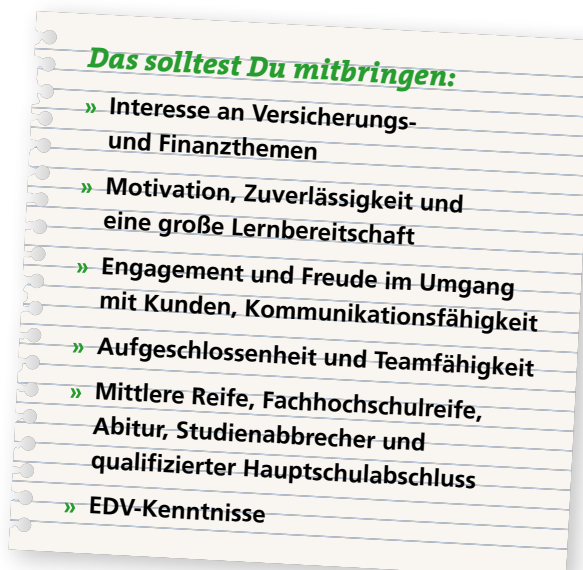 Das solltest Du mitbringen:
» Interesse an Versicherungs-
und Finanzthemen
» Motivation, Zuverlässigkeit und
eine große Lernbereitschaft
» Engagement und Freude im Umgang
mit Kunden, Kommunikationsfähigkeit
» Aufgeschlossenheit und Teamfähigkeit
» Mittlere Reife, Fachhochschulreife,
Abitur, Studienabbrecher und
qualifizierter Hauptschulabschluss
» EDV-Kenntnisse